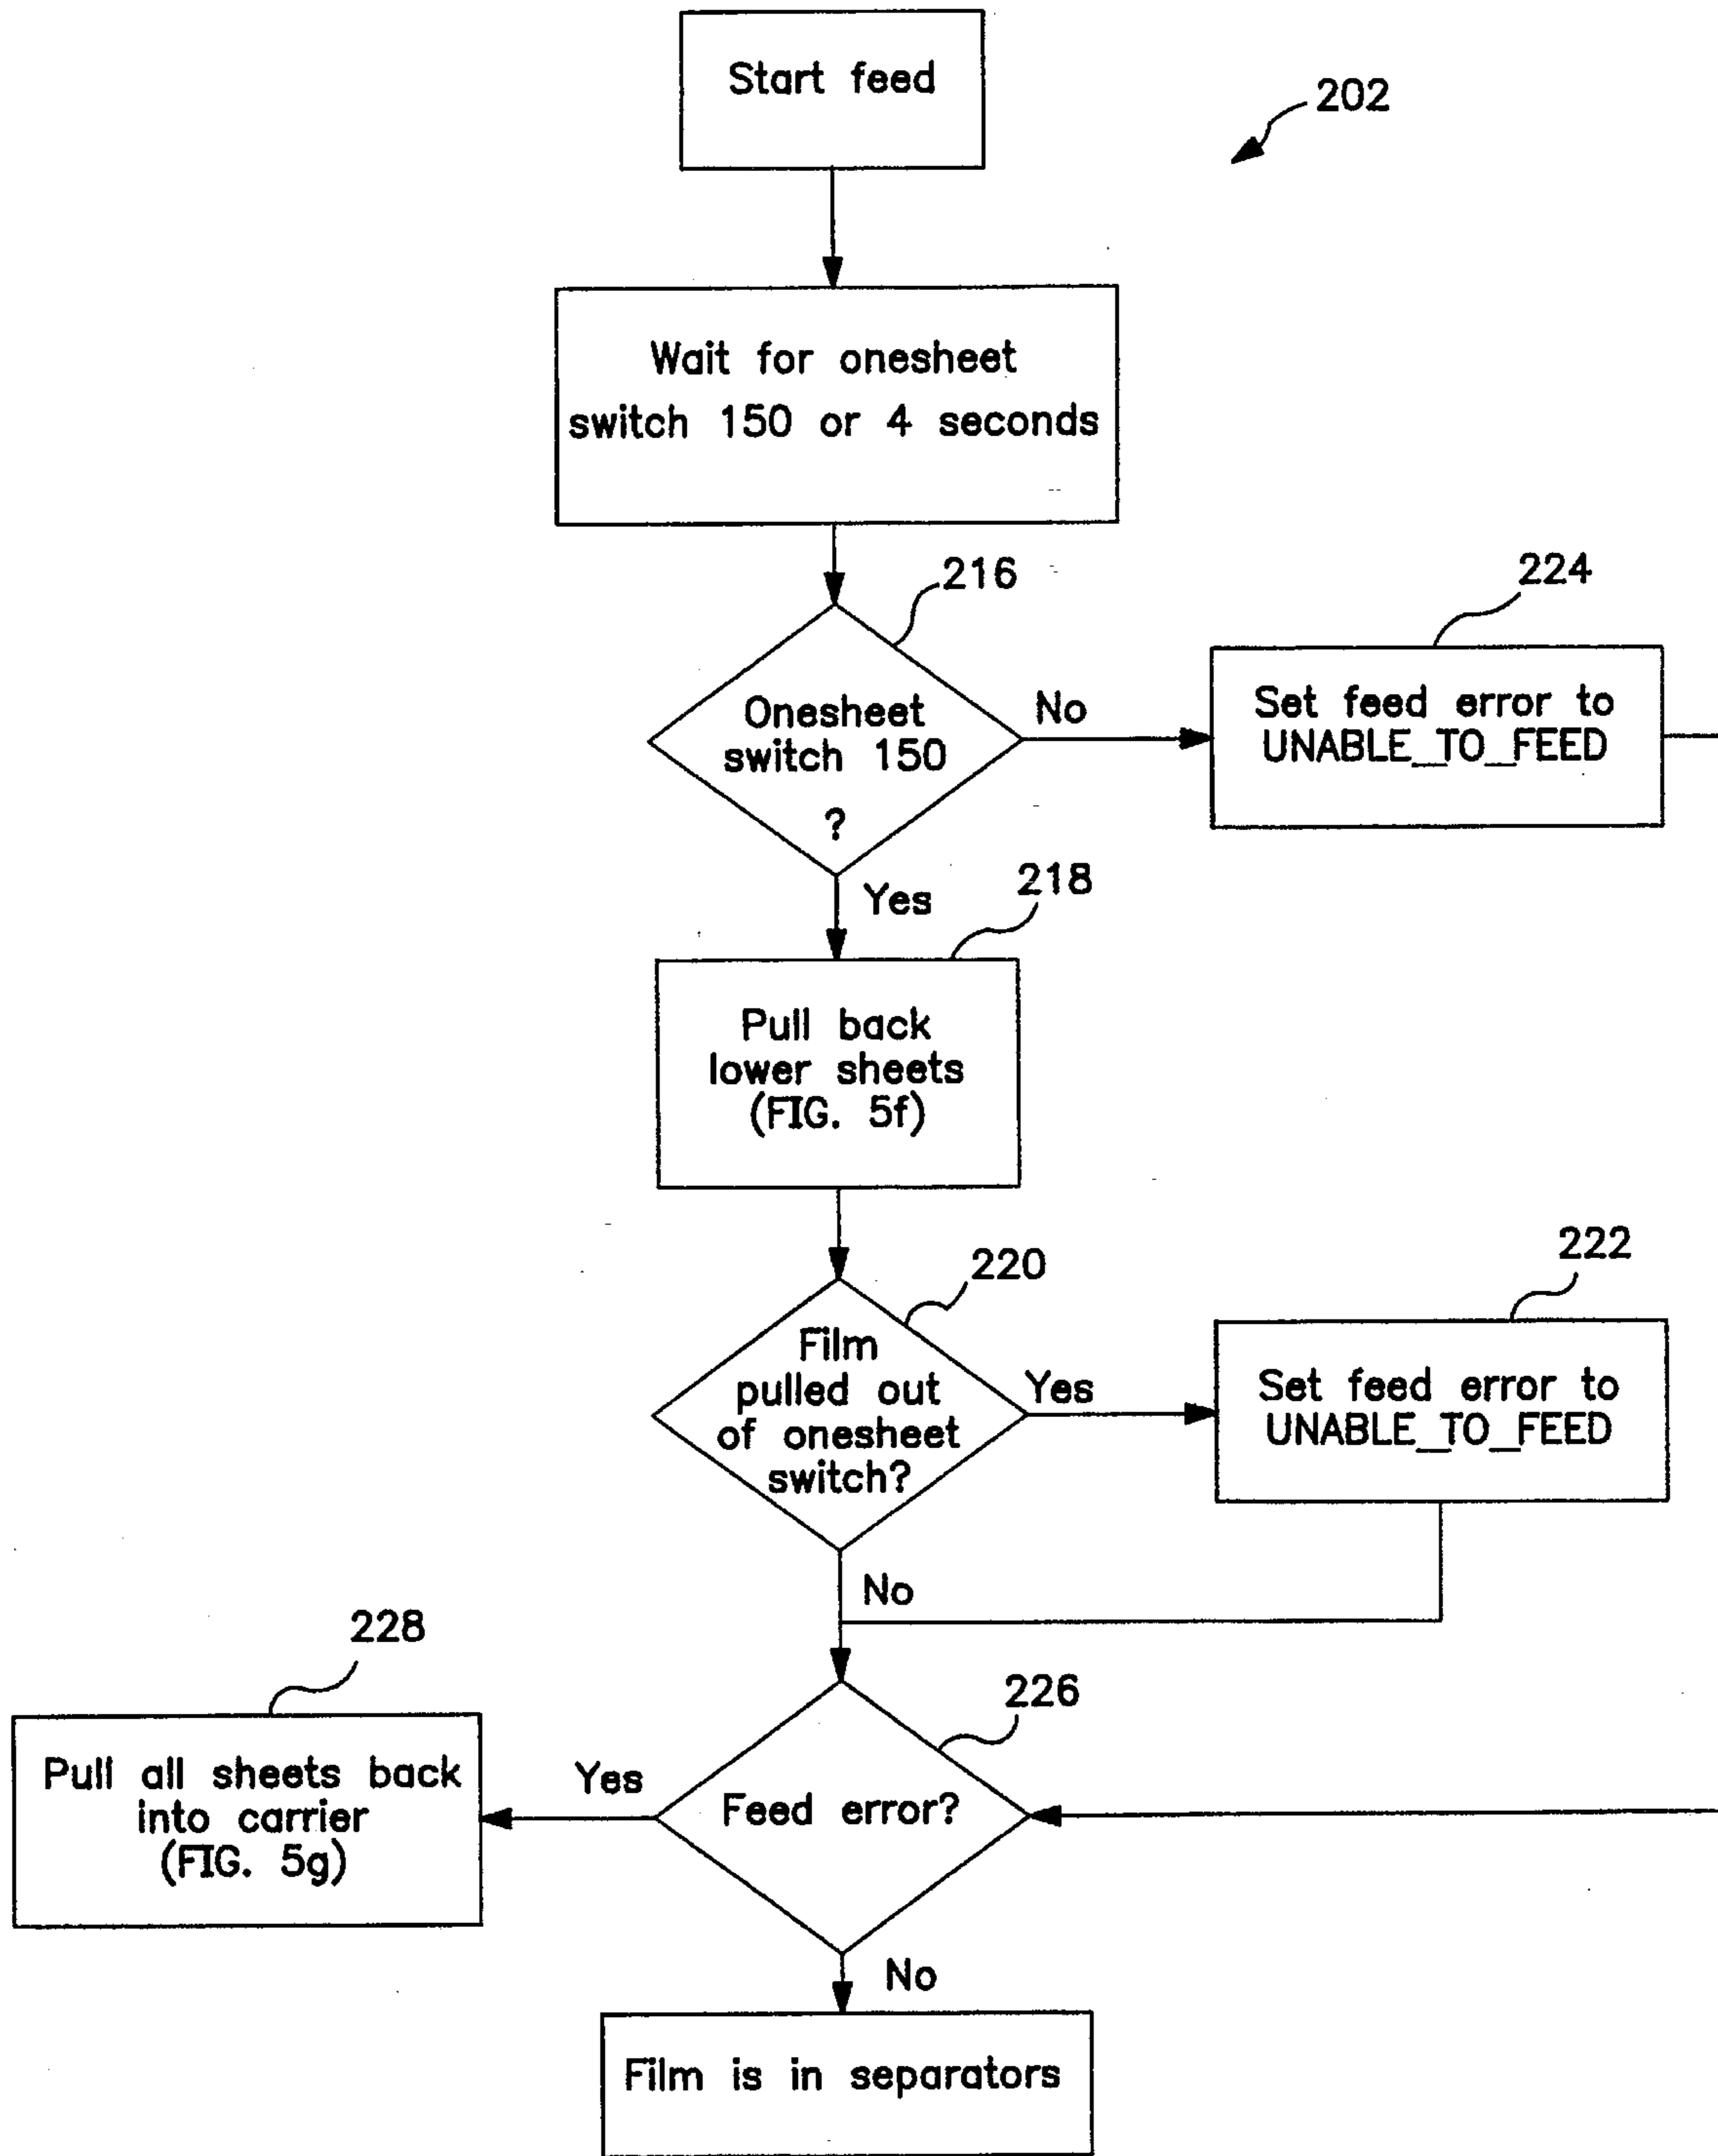 Start feed
202
Wait for onesheet
switch 150 or 4 seconds
216
224
Onesheet
switch 150
?
No
Set feed error to
UNABLE_TO_FEED
Yes
218
Pull back
lower sheets
(FIG. 5f)
220
222
Film
pulled out
of onesheet
switch?
Yes
Set feed error to
UNABLE_TO_FEED
No
228
226
Pull all sheets back
into carrier
(FIG. 5g)
Yes
Feed error?
No
Film is in separators